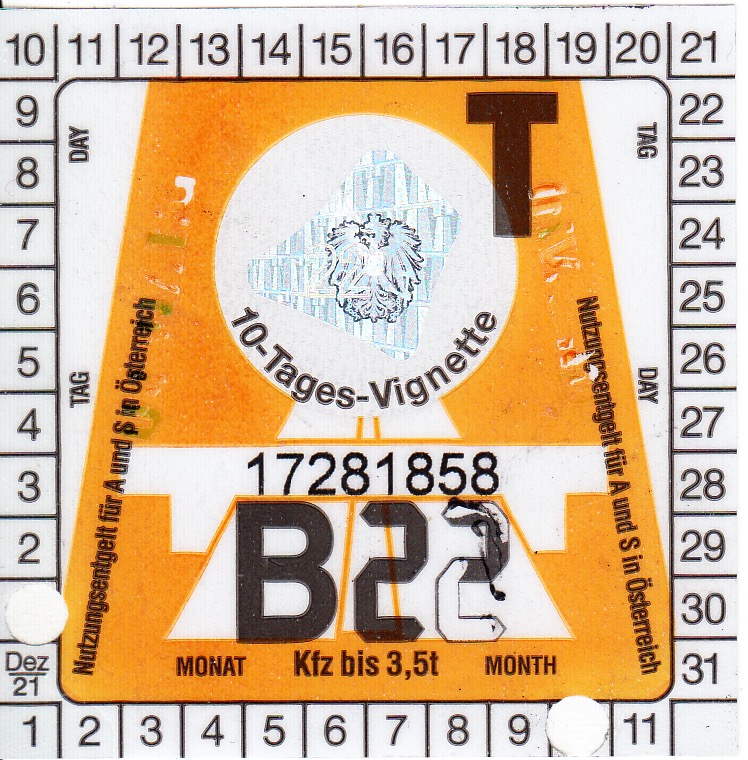 10 11 12 13 14 15 16 17 18 19 20 21
T
9 DAY TAG 22
8 23
7 24
6 25
5 26
4 27
3 28
2 29
30
Dez
21
31
TAG
DAY
10-Tages-Vignette
Nutzungsentgelt für A und S in Österreich
Nutzungsentgelt für A und S in Österreich
17281858
B22
MONAT Kfz bis 3,5t MONTH
1 2 3 4 5 6 7 8 9 11